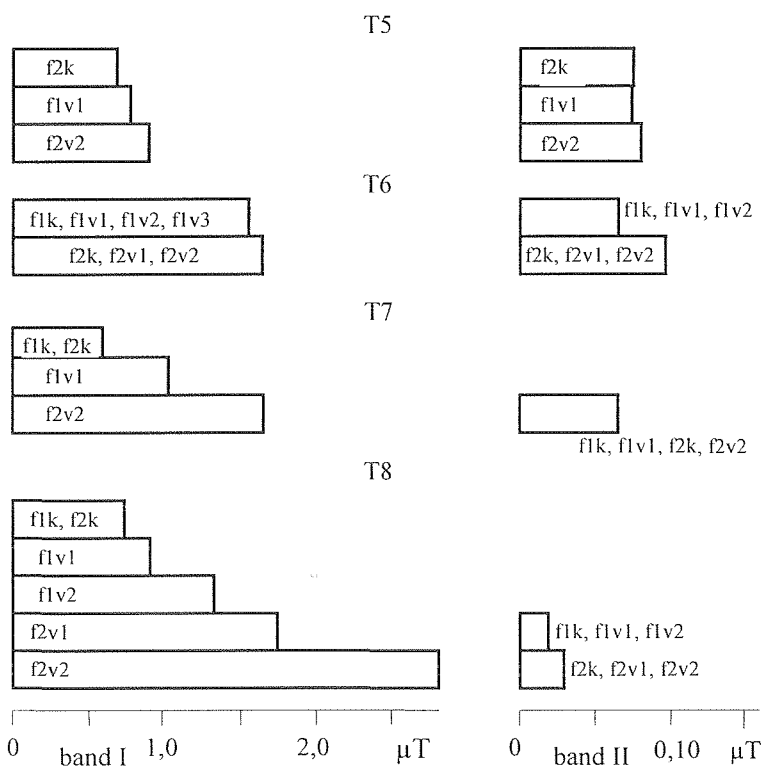 T5
f2k f2k
f1v1 f1v1
f2v2 f2v2
T6
f1k, f1v1, f1v2, f1v3 f1k, f1v1, f1v2
f2k, f2v1, f2v2 f2k, f2v1, f2v2
T7
f1k, f2k
f1v1
f2v2
f1k, f1v1, f2k, f2v2
T8
f1k, f2k
f1v1
f1v2
f2v1 f1k, f1v1, f1v2
f2v2 f2k, f2v1, f2v2
0 band I 1,0 2,0 μT 0 band II 0,10 μT